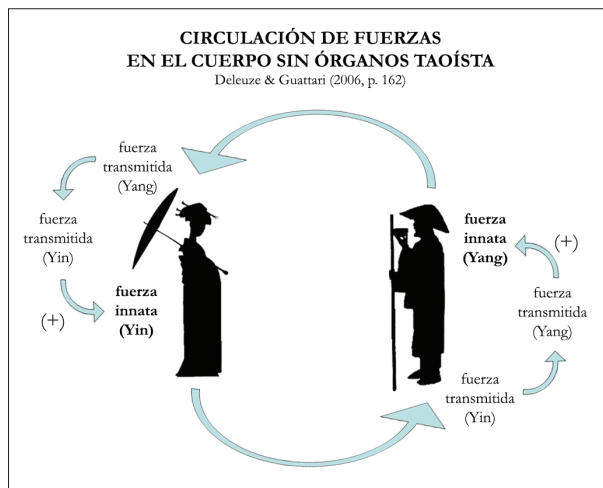 CIRCULACIÓN DE FUERZAS
EN EL CUERPO SIN ÓRGANOS TAOÍSTA
Deleuze & Guattari (2006, p. 162)
fuerza
transmitida
(Yang)
fuerza
transmitida
(Yin)
(+)
fuerza
innata
(Yin)
fuerza
innata
(Yang)
(+)
fuerza
transmitida
(Yang)
fuerza
transmitida
(Yin)